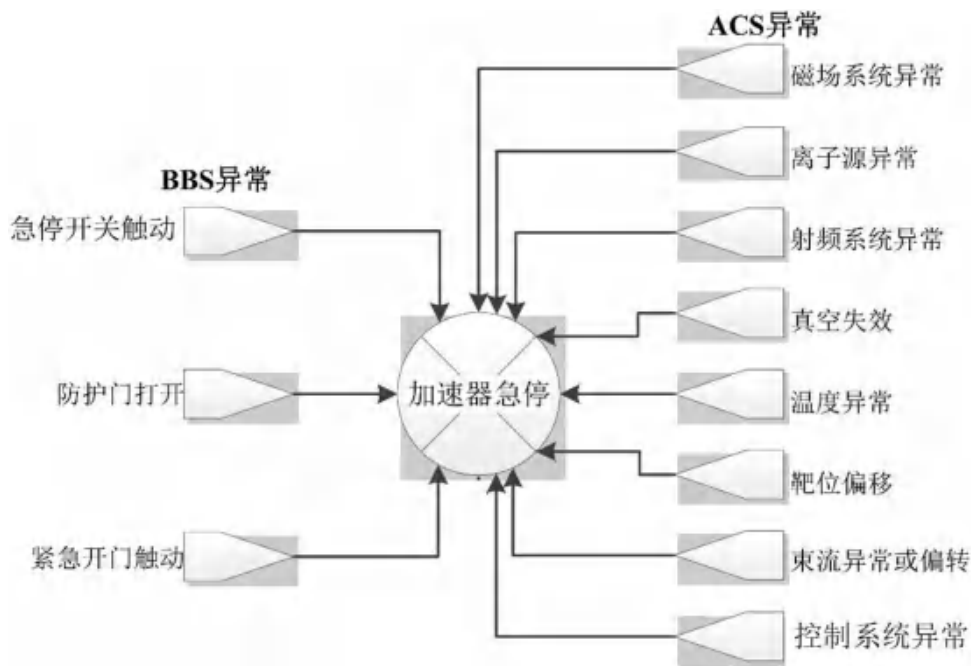 ACS异常
磁场系统异常
离子源异常
BBS异常
急停开关触动
射频系统异常
真空失效
防护门打开
加速器急停
温度异常
靶位偏移
紧急开门触动
束流异常或偏转
控制系统异常